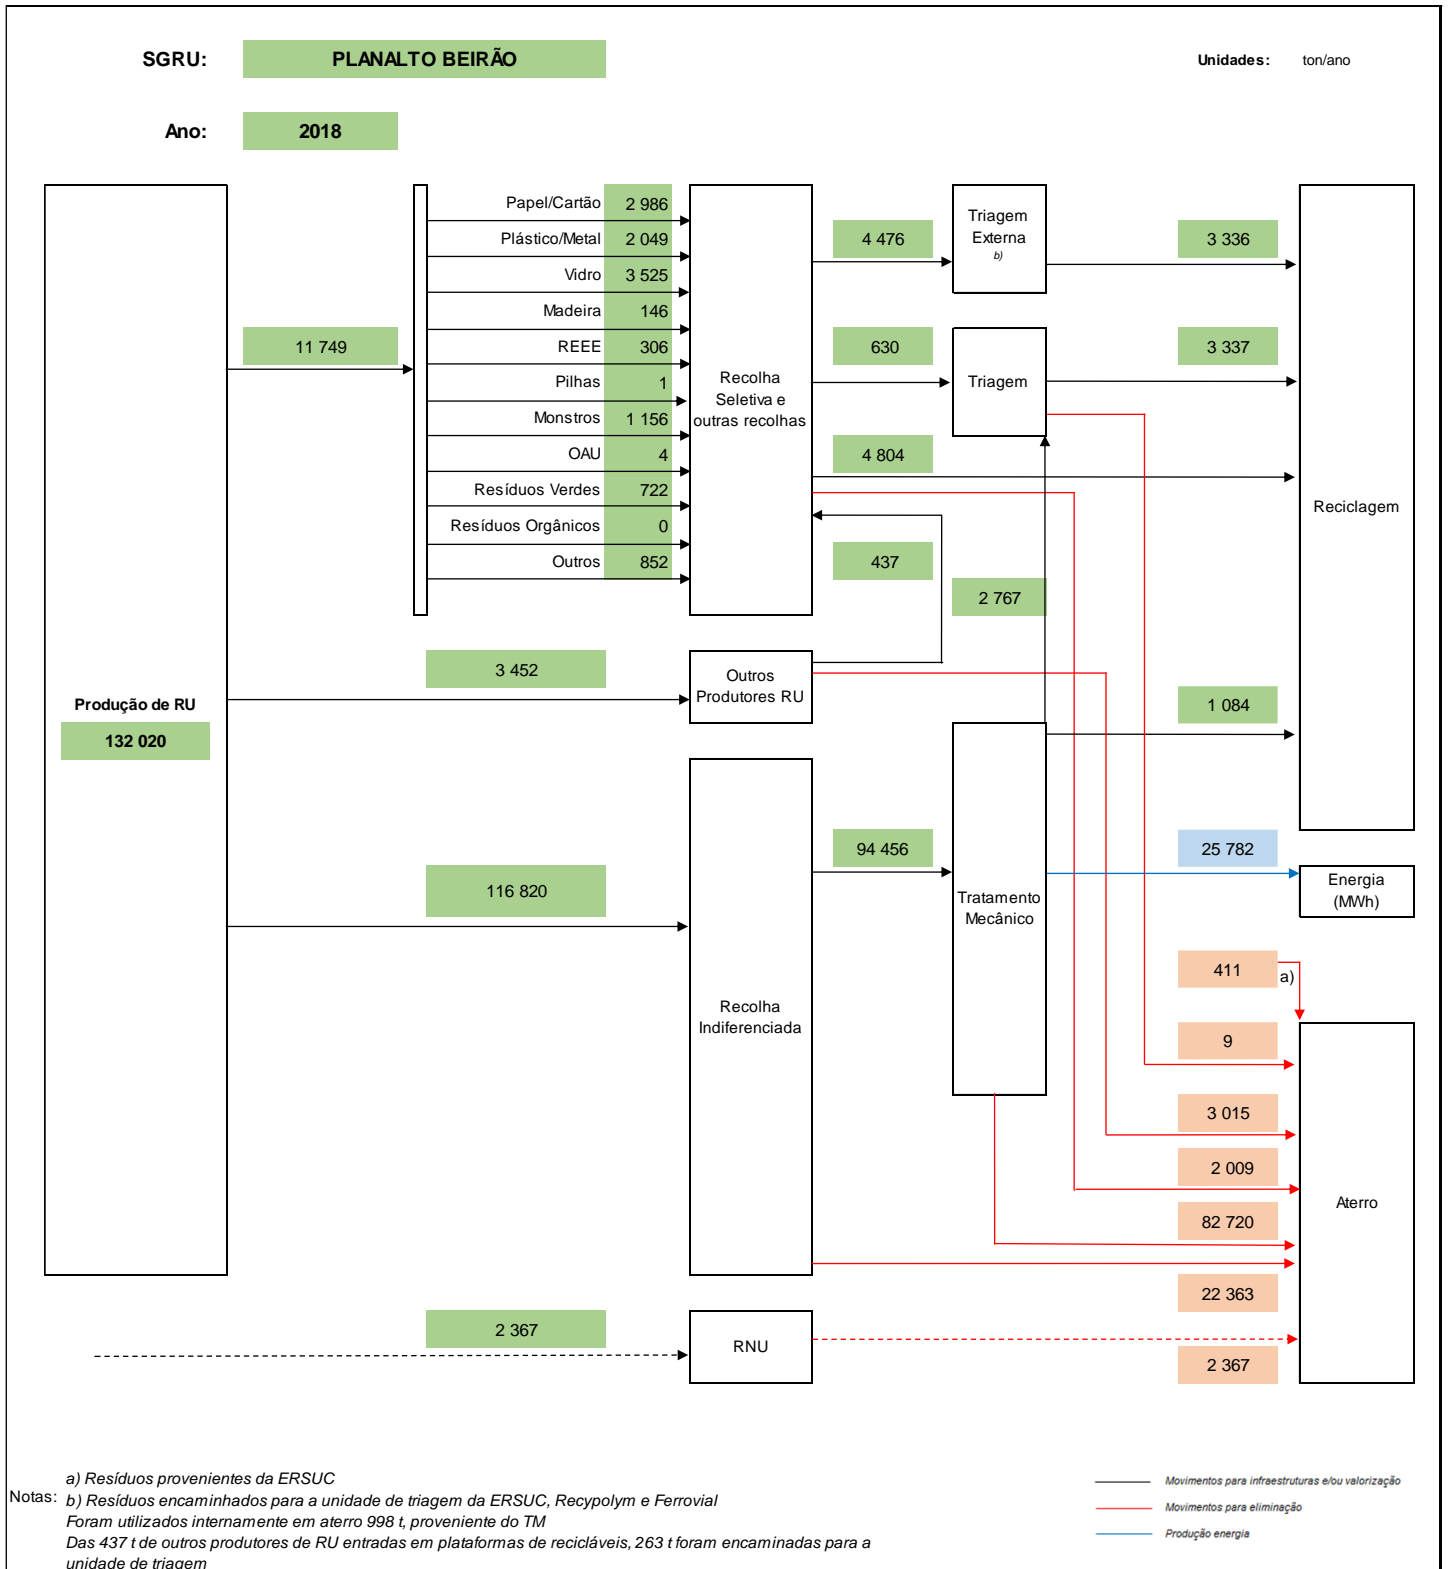 SGRU: PLANALTO BEIRÃO Unidades: ton/ano
Ano: 2018
Produção de RU
132 020
11 749
Papel/Cartão 2 986
Plástico/Metal 2 049
Vidro 3 525
Madeira 146
REEE 306
Pilhas 1
Monstros 1 156
OAU 4
Resíduos Verdes 722
Resíduos Orgânicos 0
Outros 852
Recolha
Seletiva e
outras recolhas
4 476
Triagem
Externa
b)
3 336
630
Triagem
3 337
4 804
Reciclagem
437
2 767
3 452
Outros
Produtores RU
1 084
116 820
Recolha
Indiferenciada
94 456
Tratamento
Mecânico
25 782
Energia
(MWh)
411
a)
9
3 015
2 009
82 720
22 363
Aterro
2 367
RNU
2 367
Notas:
a) Resíduos provenientes da ERSUC
b) Resíduos encaminhados para a unidade de triagem da ERSUC, Recypolym e Ferrovial
Foram utilizados internamente em aterro 998 t, proveniente do TM
Das 437 t de outros produtores de RU entradas em plataformas de recicláveis, 263 t foram encaminadas para a
unidade de triagem
Movimentos para infraestruturas e/ou valorização
Movimentos para eliminação
Produção energia